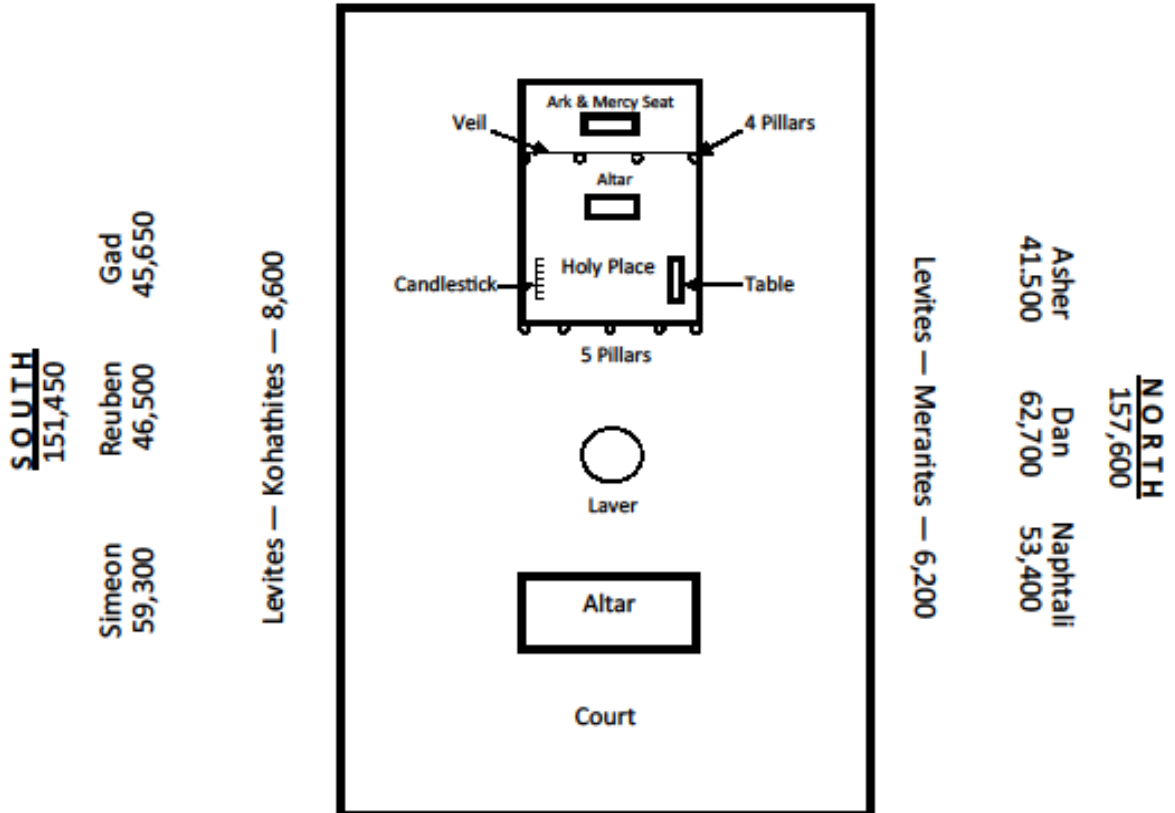 SOUTH
151,450
Gad
45,650
Reuben
46,500
Simeon
59,300
Levites — Kohathites — 8,600
Ark & Mercy Seat
Veil
4 Pillars
Altar
Candlestick
Holy Place
Table
5 Pillars
Laver
Altar
Court
Levites — Merarites — 6,200
Asher
41.500
Dan
62,700
Naphtali
53,400
NORTH
157,600